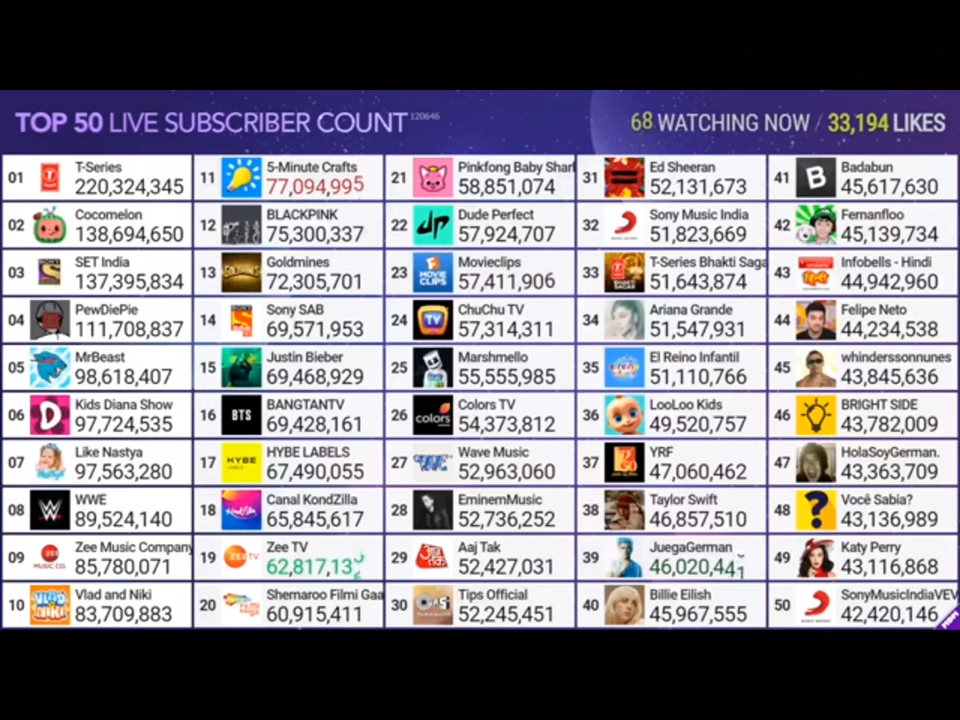 TOP 50 LIVE SUBSCRIBER COUNT 120646
68 WATCHING NOW / 33,194 LIKES
01 T-Series
220,324,345
02 Cocomelon
138,694,650
03 SET India
137,395,834
04 PewDiePie
111,708,837
05 MrBeast
98,618,407
06 Kids Diana Show
97,724,535
07 Like Nastya
97,563,280
08 WWE
89,524,140
09 Zee Music Company
85,780,071
10 Vlad and Niki
83,709,883
11 5-Minute Crafts
77,094,995
12 BLACKPINK
75,300,337
13 Goldmines
72,305,701
14 Sony SAB
69,571,953
15 Justin Bieber
69,468,929
16 BANGTANTV
69,428,161
17 HYBE LABELS
67,490,055
18 Canal KondZilla
65,845,617
19 Zee TV
62,817,13
20 Shemaroo Filmi Gaa
60,915,411
21 Pinkfong Baby Shar
58,851,074
22 Dude Perfect
57,924,707
23 Movieclips
57,411,906
24 ChuChu TV
57,314,311
25 Marshmello
55,555,985
26 Colors TV
54,373,812
27 Wave Music
52,963,060
28 EminemMusic
52,736,252
29 Aaj Tak
52,427,031
30 Tips Official
52,245,451
31 Ed Sheeran
52,131,673
32 Sony Music India
51,823,669
33 T-Series Bhakti Saga
51,643,874
34 Ariana Grande
51,547,931
35 El Reino Infantil
51,110,766
36 LooLoo Kids
49,520,757
37 YRF
47,060,462
38 Taylor Swift
46,857,510
39 JuegaGerman
46,020,441
40 Billie Eilish
45,967,555
41 Badabun
45,617,630
42 Fernanfloo
45,139,734
43 Infobells - Hindi
44,942,960
44 Felipe Neto
44,234,538
45 whinderssonnunes
43,845,636
46 BRIGHT SIDE
43,782,009
47 HolaSoyGerman.
43,363,709
48 Você Sabia?
43,136,989
49 Katy Perry
43,116,868
50 SonyMusicIndiaVEV
42,420,146